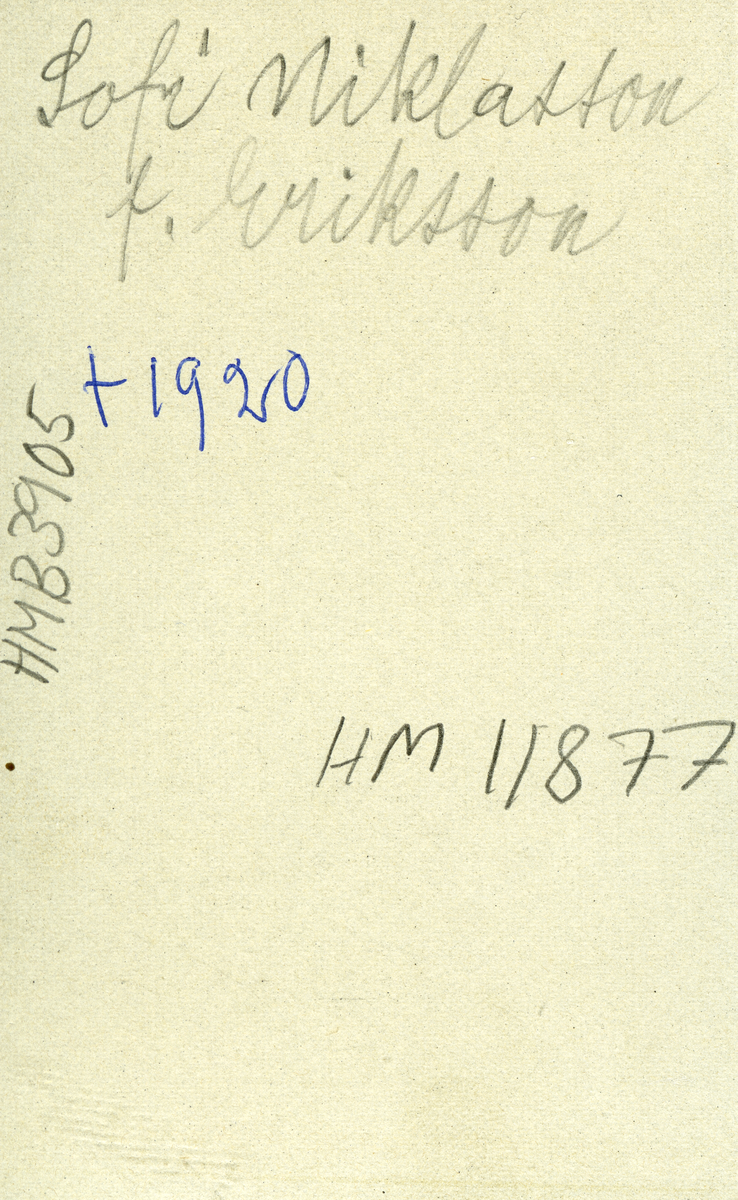 Sofi Niklasson
f. Eriksson
+ 1920
HMB3905
HM 11877